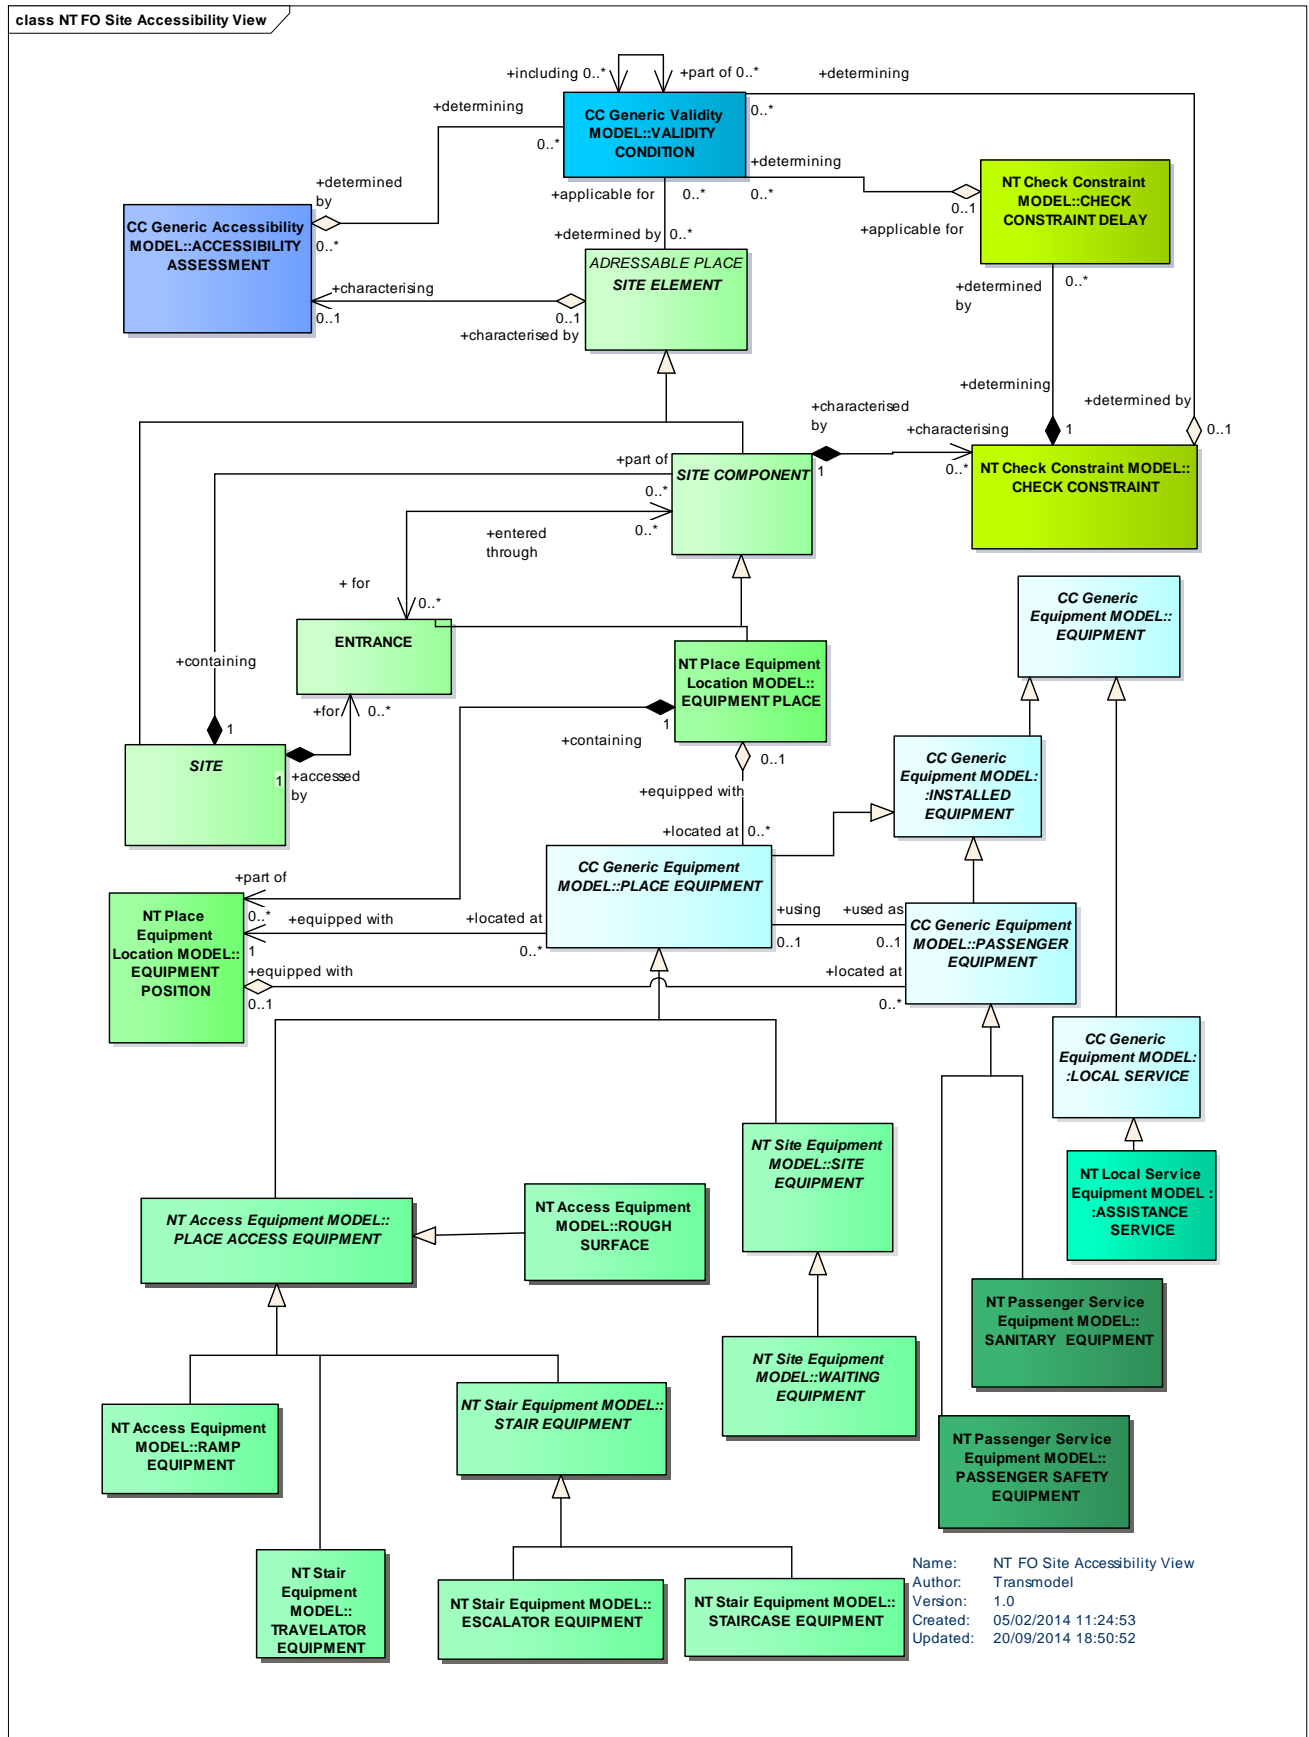 class NT FO Site Accessibility View
+including 0..*
+part of 0..*
+determining
0..*
CC Generic Validity
MODEL::VALIDITY
CONDITION
+determining
0..*
+determining
0..*
+applicable for
0..*
NT Check Constraint
MODEL::CHECK
CONSTRAINT DELAY
0..1
+applicable for
+determined
by
0..*
CC Generic Accessibility
MODEL::ACCESSIBILITY
ASSESSMENT
+determined by
0..*
ADRESSABLE PLACE
SITE ELEMENT
+characterising
0..1
0..1
+characterised by
+determined
by
0..*
+determining
1
+determined by
0..1
+characterised
by
1
+characterising
0..*
NT Check Constraint MODEL::
CHECK CONSTRAINT
+part of
0..*
SITE COMPONENT
0..*
+entered
through
+ for
0..*
ENTRANCE
+containing
1
+for
0..*
SITE
1
+accessed
by
NT Place Equipment
Location MODEL::
EQUIPMENT PLACE
1
+containing
0..1
+equipped with
+located at
0..*
CC Generic
Equipment MODEL::
EQUIPMENT
CC Generic
Equipment MODEL:
:INSTALLED
EQUIPMENT
CC Generic Equipment
MODEL::PLACE EQUIPMENT
+part of
0..*
+equipped with
1
+located at
0..*
NT Place
Equipment
Location MODEL::
EQUIPMENT
POSITION
+equipped with
0..1
+using
0..1
+used as
0..1
CC Generic Equipment
MODEL::PASSENGER
EQUIPMENT
+located at
0..*
CC Generic
Equipment MODEL:
:LOCAL SERVICE
NT Site Equipment
MODEL::SITE
EQUIPMENT
NT Local Service
Equipment MODEL :
:ASSISTANCE
SERVICE
NT Access Equipment MODEL::
PLACE ACCESS EQUIPMENT
NT Access Equipment
MODEL::ROUGH
SURFACE
NT Passenger Service
Equipment MODEL::
SANITARY EQUIPMENT
NT Site Equipment
MODEL::WAITING
EQUIPMENT
NT Access Equipment
MODEL::RAMP
EQUIPMENT
NT Stair Equipment MODEL::
STAIR EQUIPMENT
NT Passenger Service
Equipment MODEL::
PASSENGER SAFETY
EQUIPMENT
NT Stair
Equipment
MODEL::
TRAVELATOR
EQUIPMENT
NT Stair Equipment MODEL::
ESCALATOR EQUIPMENT
NT Stair Equipment MODEL::
STAIRCASE EQUIPMENT
Name: NT FO Site Accessibility View
Author: Transmodel
Version: 1.0
Created: 05/02/2014 11:24:53
Updated: 20/09/2014 18:50:52